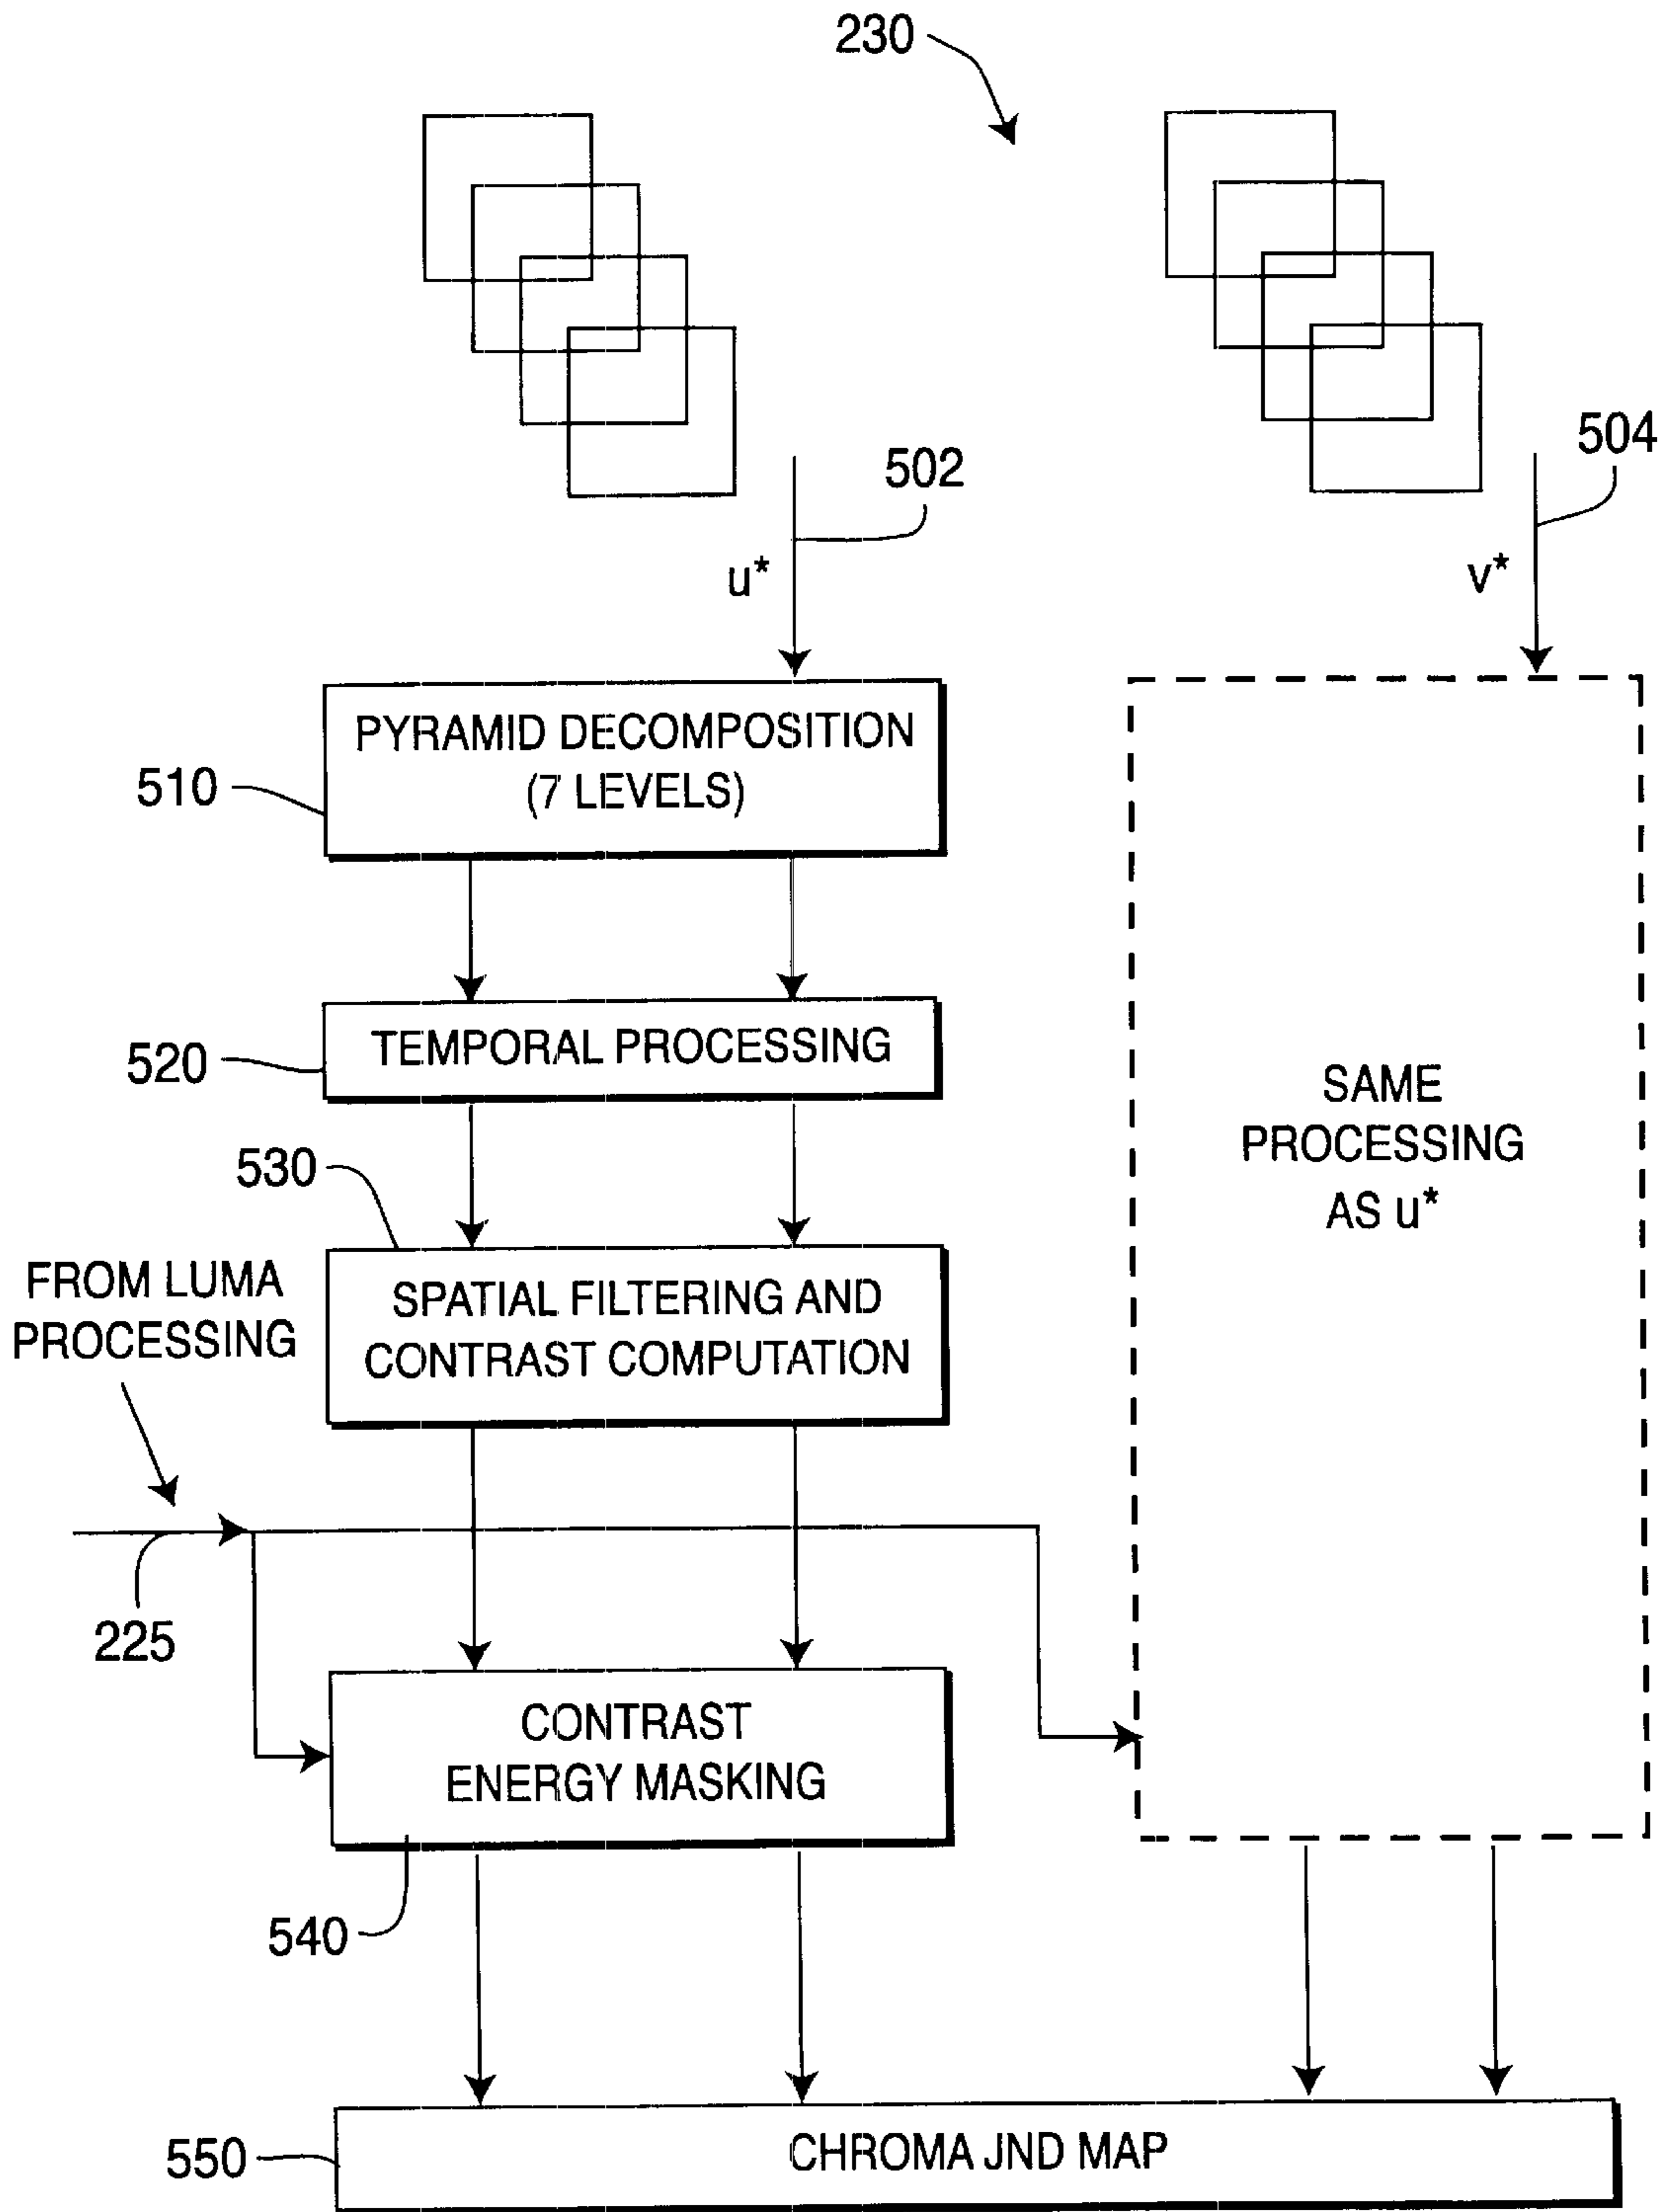 230
502
504
u*
v*
PYRAMID DECOMPOSITION
(7 LEVELS)
510
TEMPORAL PROCESSING
520
530
SPATIAL FILTERING AND
CONTRAST COMPUTATION
SAME
PROCESSING
AS u*
FROM LUMA
PROCESSING
225
CONTRAST
ENERGY MASKING
540
550
CHROMA JND MAP